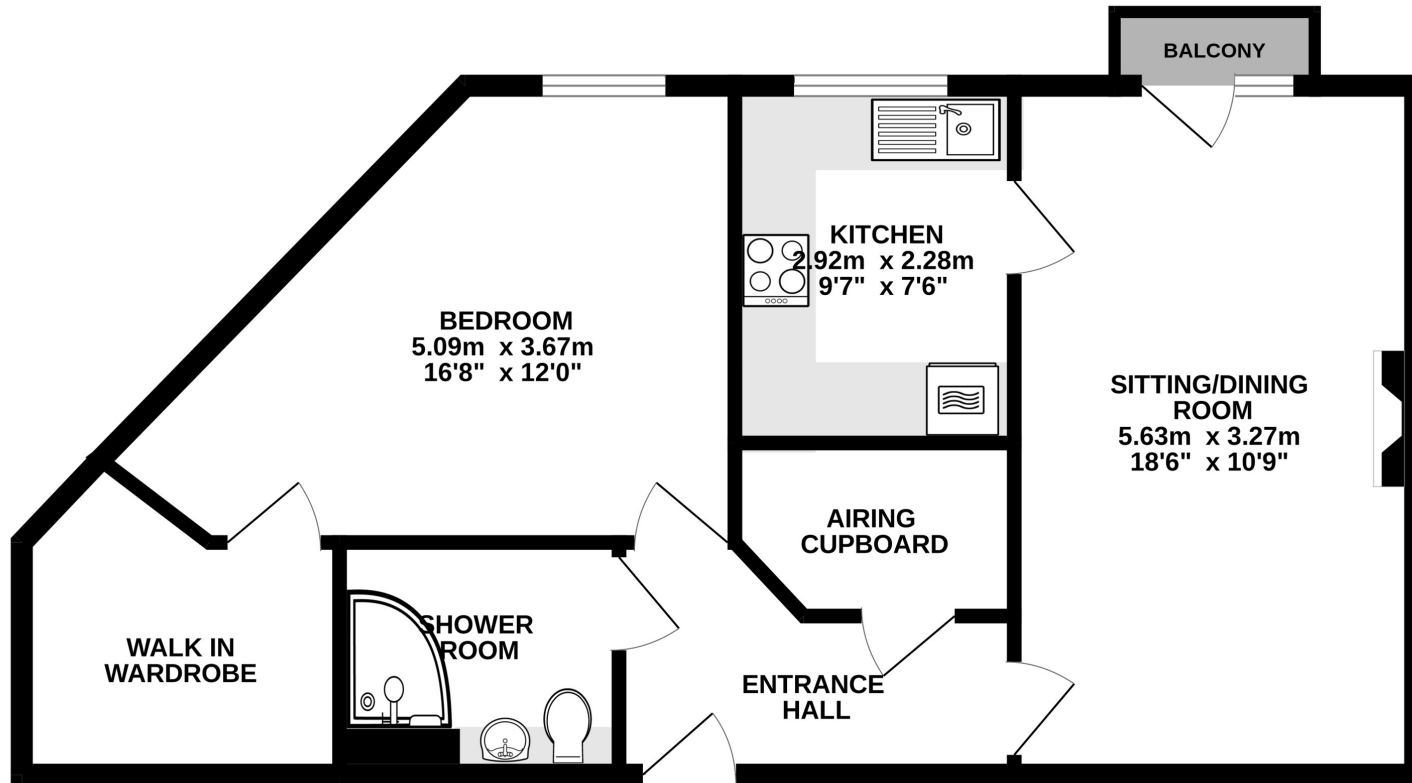 BALCONY
KITCHEN
2.92m x 2.28m
9'7" x 7'6"
BEDROOM
5.09m x 3.67m
16'8" x 12'0"
SITTING/DINING
ROOM
5.63m x 3.27m
18'6" x 10'9"
AIRING
CUPBOARD
SHOWER
ROOM
WALK IN
WARDROBE
ENTRANCE
HALL